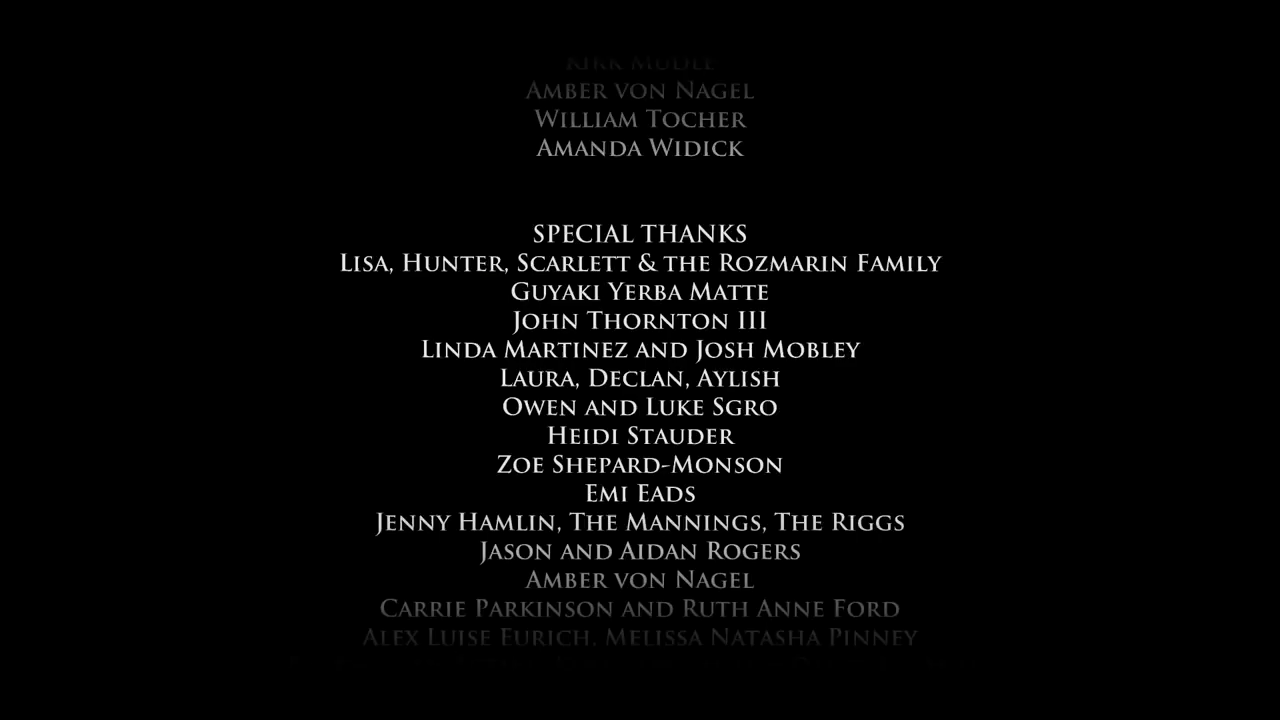 Kirk Mudle
Amber von Nagel
William Tocher
Amanda Widick
SPECIAL THANKS
Lisa, Hunter, Scarlett & the Rozmarin Family
Guyaki Yerba Matte
John Thornton III
Linda Martinez and Josh Mobley
Laura, Declan, Aylish
Owen and Luke Sgro
Heidi Stauder
Zoe Shepard-Monson
Emi Eads
Jenny Hamlin, The Mannings, The Riggs
Jason and Aidan Rogers
Amber von Nagel
Carrie Parkinson and Ruth Anne Ford
Alex Luise Eurich, Melissa Natasha Pinney